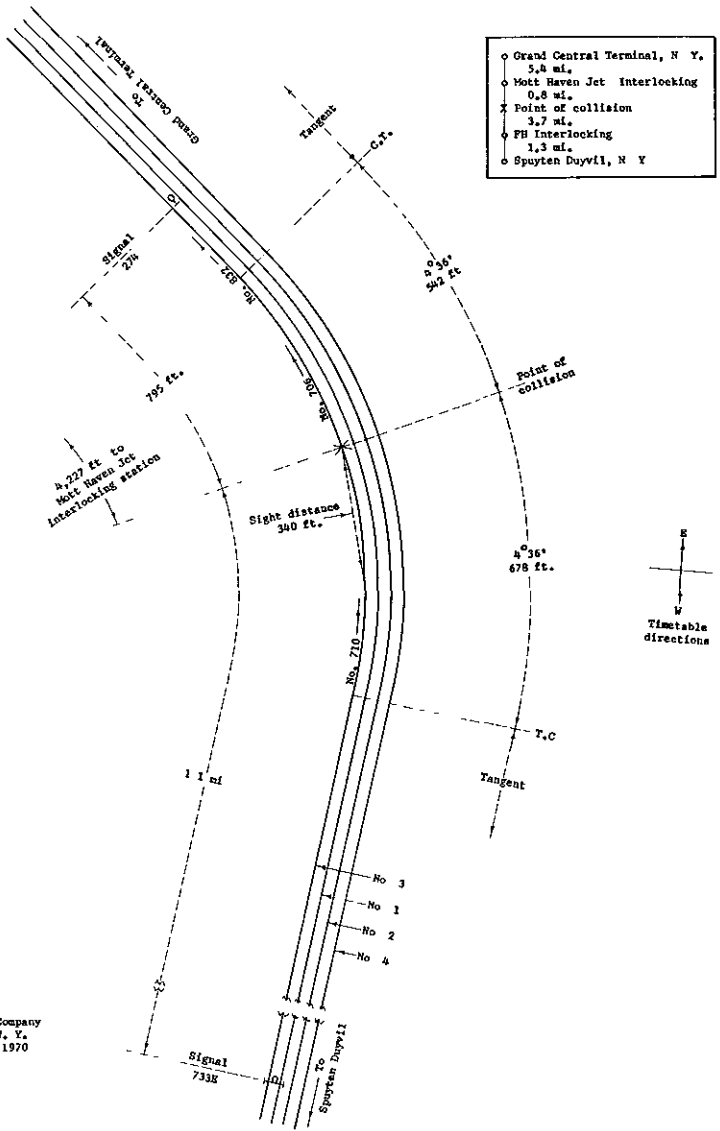 Grand Central Terminal, N Y.
5.4 mi.
Mott Haven Jct Interlocking
0.8 mi.
Point of collision
3.7 mi.
FH Interlocking
1.3 mi.
Spuyten Duyvil, N Y
To
Grand Central Terminal
Tangent
C.T.
Signal
274
No. 832
4° 36'
542 ft
795 ft.
No. 706
Point of
collision
4,227 ft to
Mott Haven Jct
Interlocking station
Sight distance
340 ft.
4° 36'
678 ft.
E
W
Timetable
directions
No. 710
T.C
Tangent
1 1 mi
No 3
No 1
No 2
No 4
Company
N. Y.
1970
Signal
733E
To
Spuyten Duyvil